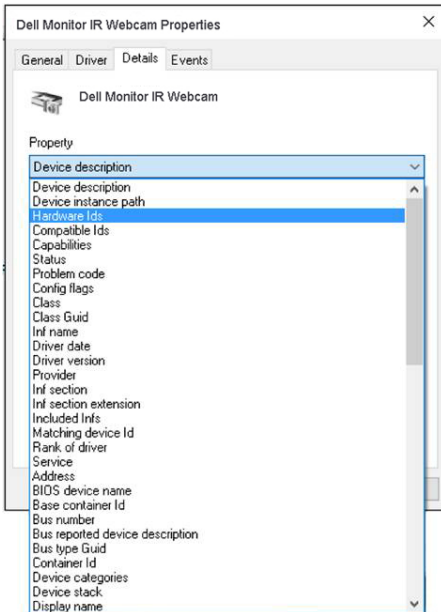 Dell Monitor IR Webcam Properties
General Driver Details Events
Dell Monitor IR Webcam
Property
Device description
Device description
Device instance path
Hardware Ids
Compatible Ids
Capabilities
Status
Problem code
Config flags
Class
Class Guid
Inf name
Driver date
Driver version
Provider
Inf section
Inf section extension
Included Infs
Matching device Id
Rank of driver
Service
Address
BIOS device name
Base container Id
Bus number
Bus reported device description
Bus type Guid
Container Id
Device categories
Device stack
Display name